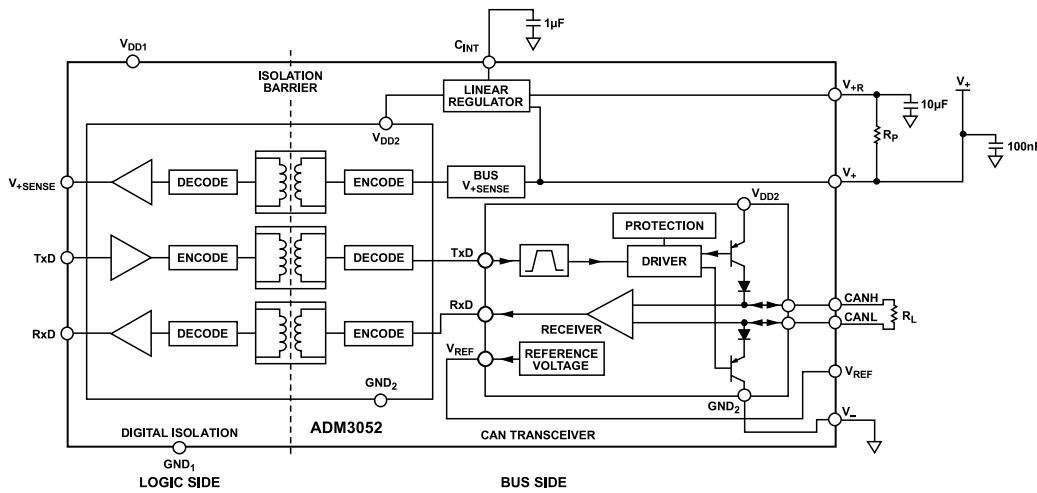 1µF
CINT
VDD1
ISOLATION
BARRIER
LINEAR
REGULATOR
V+R
V+
10µF
RP
100nF
VDD2
V+SENSE
DECODE
ENCODE
BUS
V+SENSE
V+
VDD2
PROTECTION
TxD
ENCODE
DECODE
TxD
DRIVER
RxD
DECODE
ENCODE
RxD
RECEIVER
CANH
CANL
RL
VREF
REFERENCE
VOLTAGE
VREF
GND2
GND2
V–
DIGITAL ISOLATION
ADM3052
CAN TRANSCEIVER
GND1
LOGIC SIDE
BUS SIDE